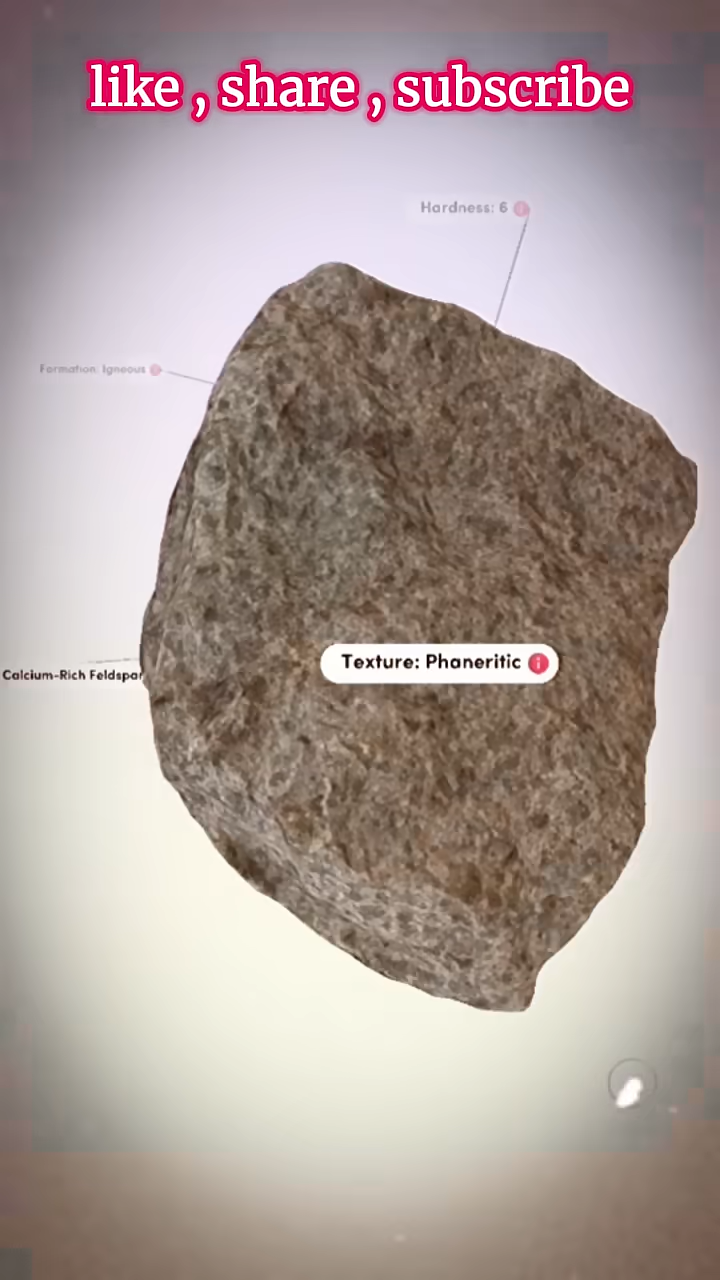 like , share , subscribe
Hardness: 6
Formation: Igneous
Calcium-Rich Feldspar
Texture: Phaneritic